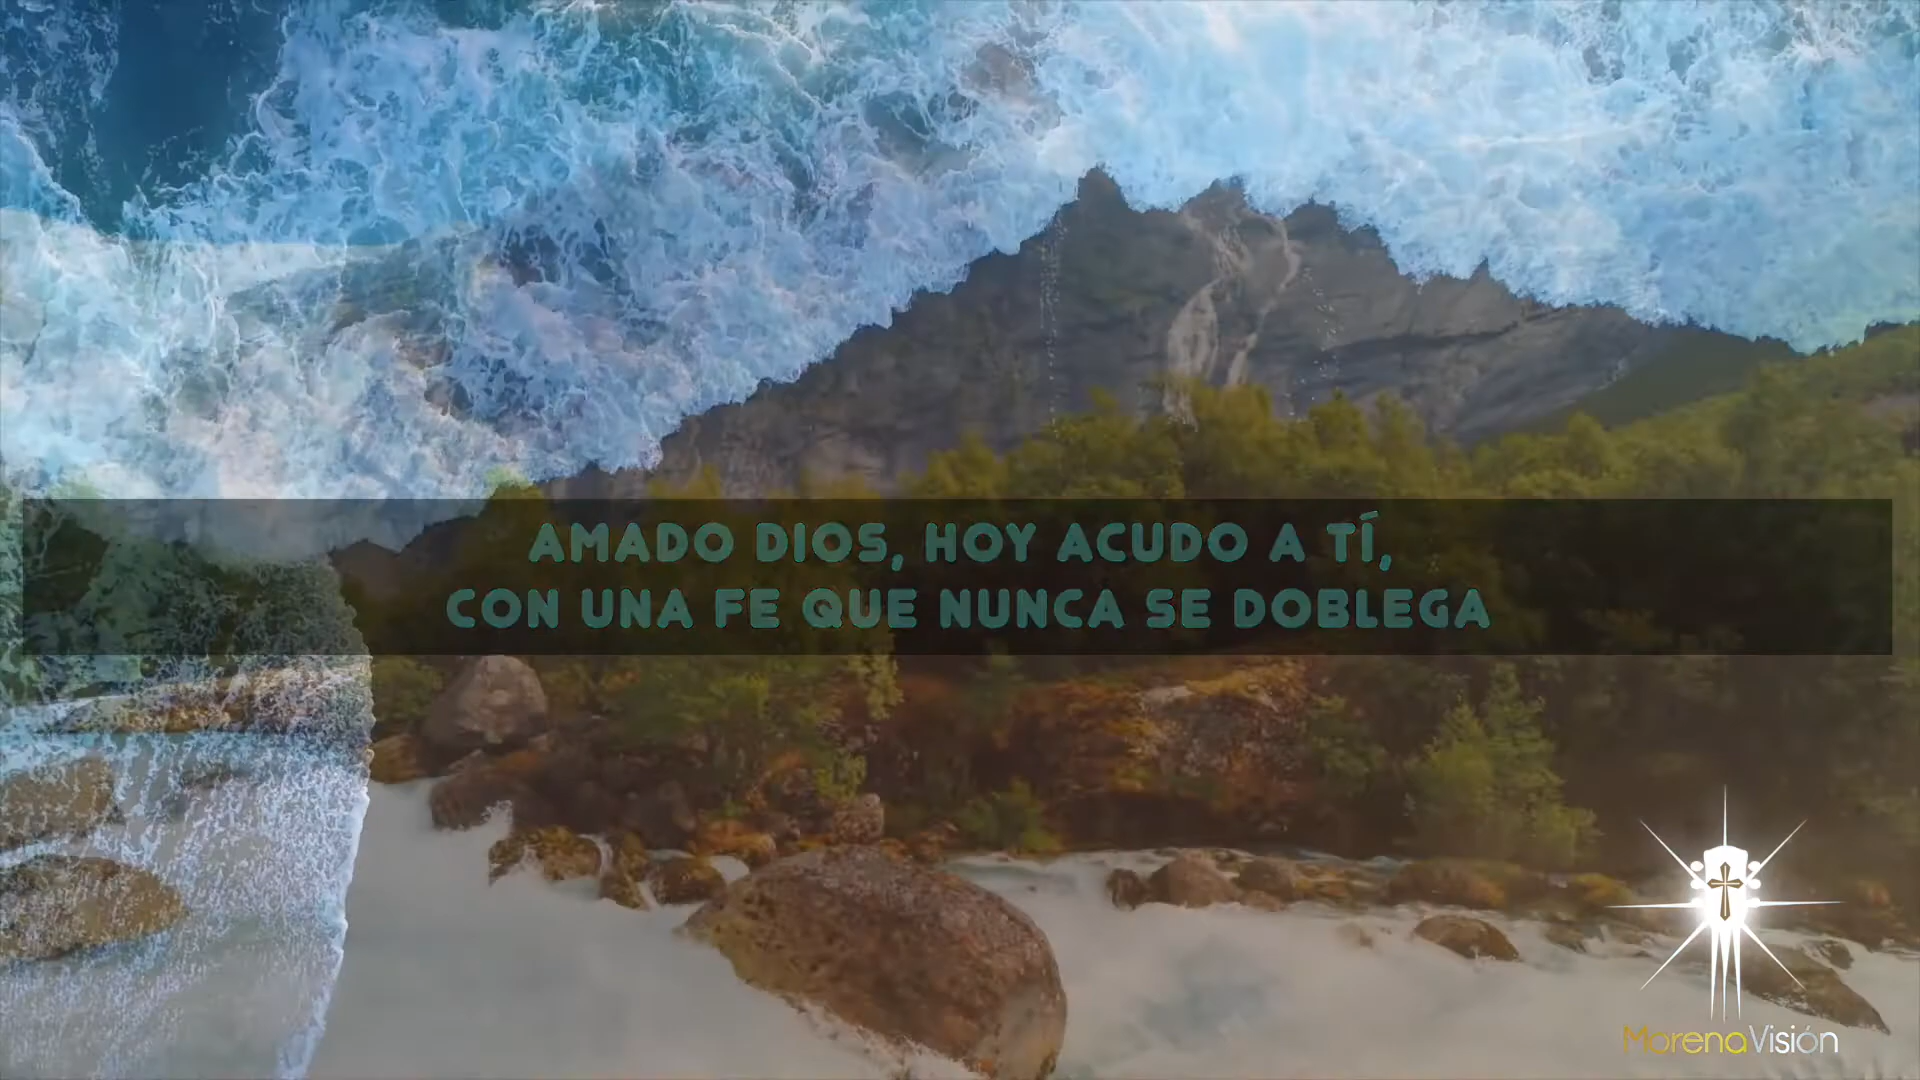 AMADO DIOS, HOY ACUDO A TÍ,
CON UNA FE QUE NUNCA SE DOBLEGA
MorenaVisión